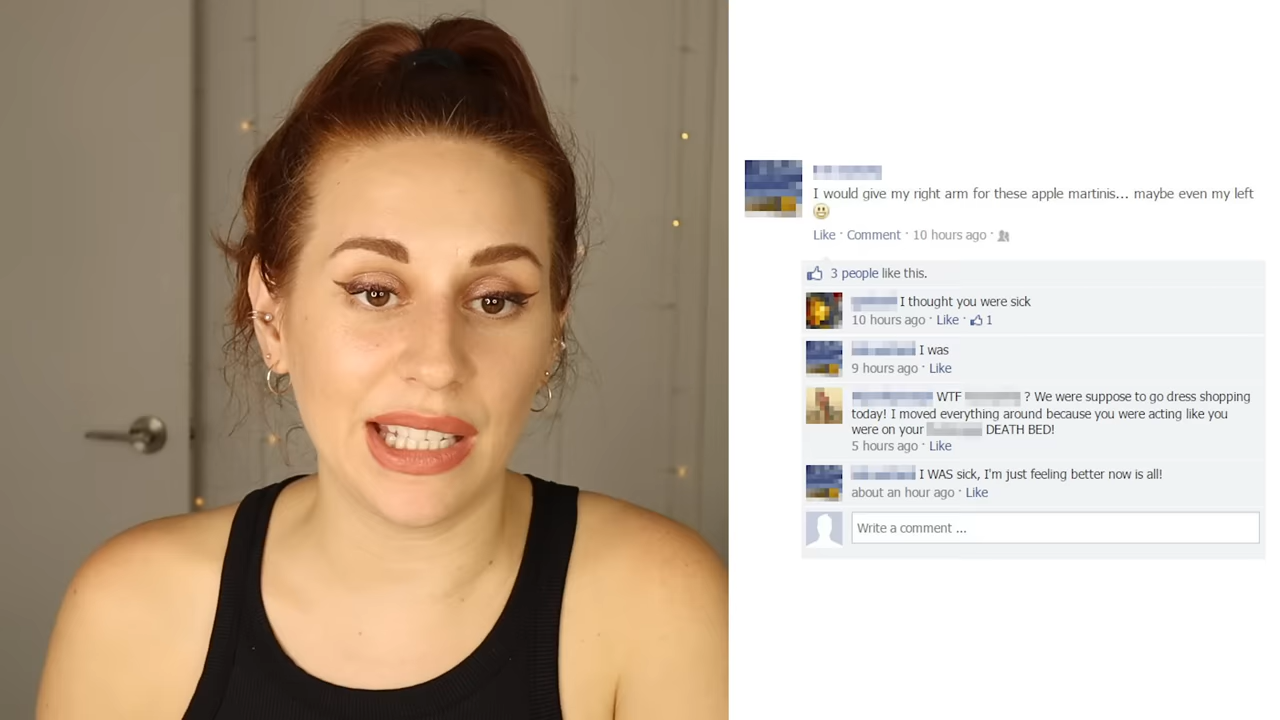 I would give my right arm for these apple martinis... maybe even my left
Like · Comment · 10 hours ago ·
3 people like this.
I thought you were sick
10 hours ago · Like · 1
I was
9 hours ago · Like
WTF ? We were suppose to go dress shopping
today! I moved everything around because you were acting like you
were on your DEATH BED!
5 hours ago · Like
I WAS sick, I'm just feeling better now is all!
about an hour ago · Like
Write a comment ...